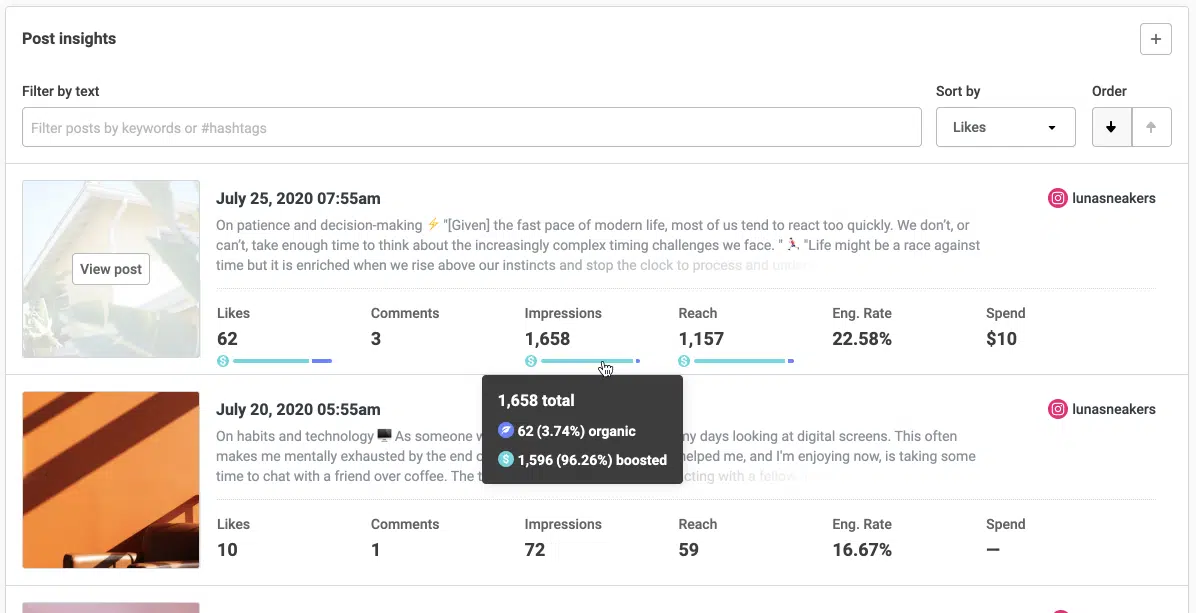 Post insights
+
Filter by text
Sort by
Order
Filter posts by keywords or #hashtags
Likes
View post
July 25, 2020 07:55am
lunasneakers
On patience and decision-making ⚡ "[Given] the fast pace of modern life, most of us tend to react too quickly. We don't, or
can't, take enough time to think about the increasingly complex timing challenges we face. " "Life might be a race against
time but it is enriched when we rise above our instincts and stop the clock to process and
Likes
Comments
Impressions
Reach
Eng. Rate
Spend
62
3
1,658
1,157
22.58%
$10
1,658 total
62 (3.74%) organic
1,596 (96.26%) boosted
July 20, 2020 05:55am
lunasneakers
On habits and technology 🖥️ As someone ny days looking at digital screens. This often
makes me mentally exhausted by the end helped me, and I'm enjoying now, is taking some
time to chat with a friend over coffee. The cting with a fellow
Likes
Comments
Impressions
Reach
Eng. Rate
Spend
10
1
72
59
16.67%
—